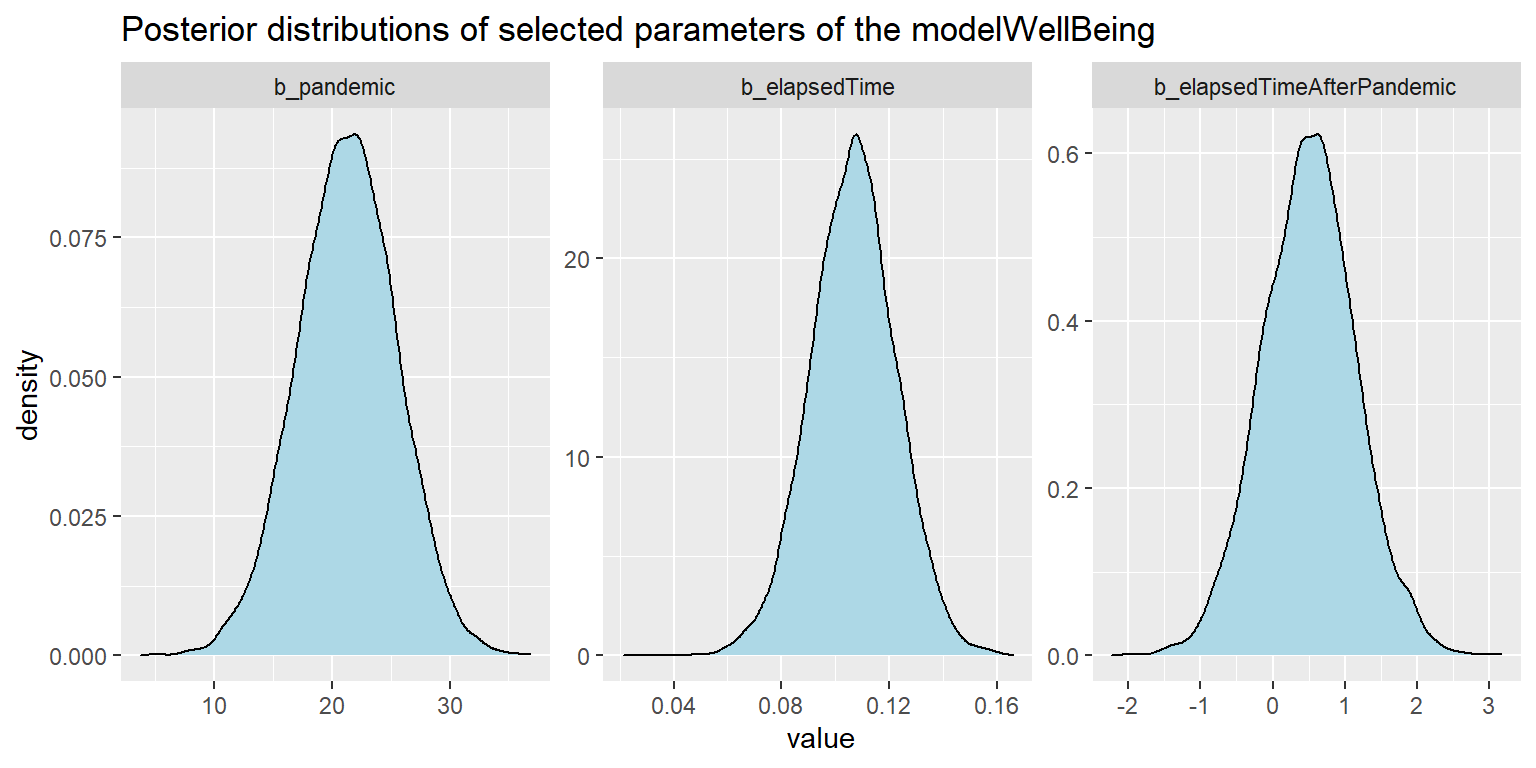 Posterior distributions of selected parameters of the modelWellBeing
b_pandemic
b_elapsedTime
b_elapsedTimeAfterPandemic
density
0.075
0.050
0.025
0.000
10 20 30
20
10
0
0.04 0.08 0.12 0.16
0.6
0.4
0.2
0.0
-2 -1 0 1 2 3
value